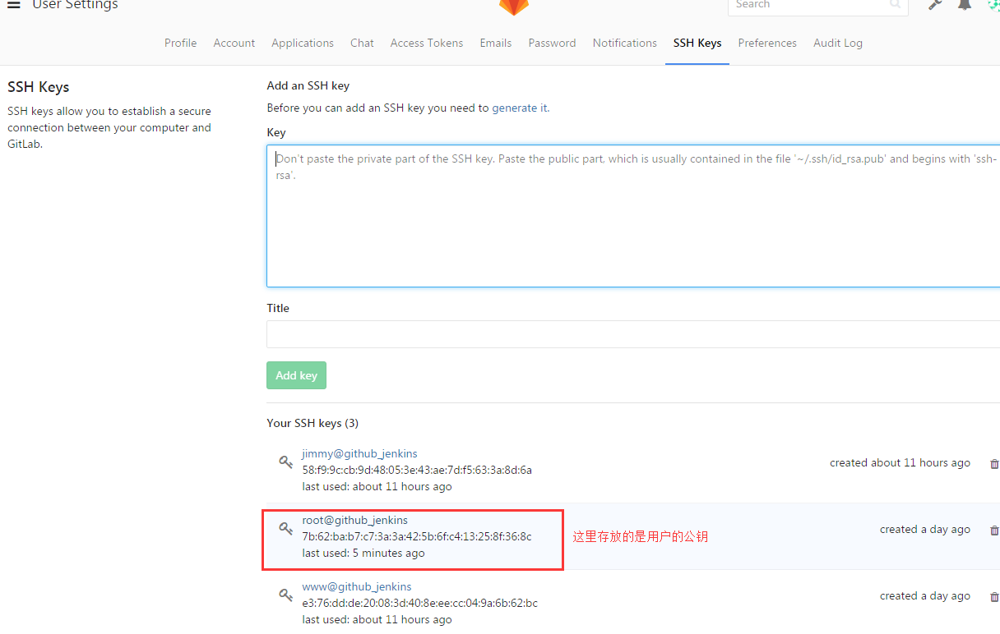 User Settings
Search
Profile Account Applications Chat Access Tokens Emails Password Notifications SSH Keys Preferences Audit Log
SSH Keys
SSH keys allow you to establish a secure
connection between your computer and
GitLab.
Add an SSH key
Before you can add an SSH key you need to generate it.
Key
Don't paste the private part of the SSH key. Paste the public part, which is usually contained in the file '~/.ssh/id_rsa.pub' and begins with 'ssh-
rsa'.
Title
Add key
Your SSH keys (3)
jimmy@github_jenkins
58:f9:9c:cb:9d:48:05:3e:43:ae:7d:f5:63:3a:8d:6a
last used: about 11 hours ago
created about 11 hours ago
root@github_jenkins
7b:62:ba:b7:c7:3a:3a:42:5b:6f:c4:13:25:8f:36:8c
last used: 5 minutes ago
这里存放的是用户的公钥
created a day ago
www@github_jenkins
e3:76:dd:de:20:08:3d:40:8e:ee:cc:04:9a:6b:62:bc
last used: about 11 hours ago
created a day ago